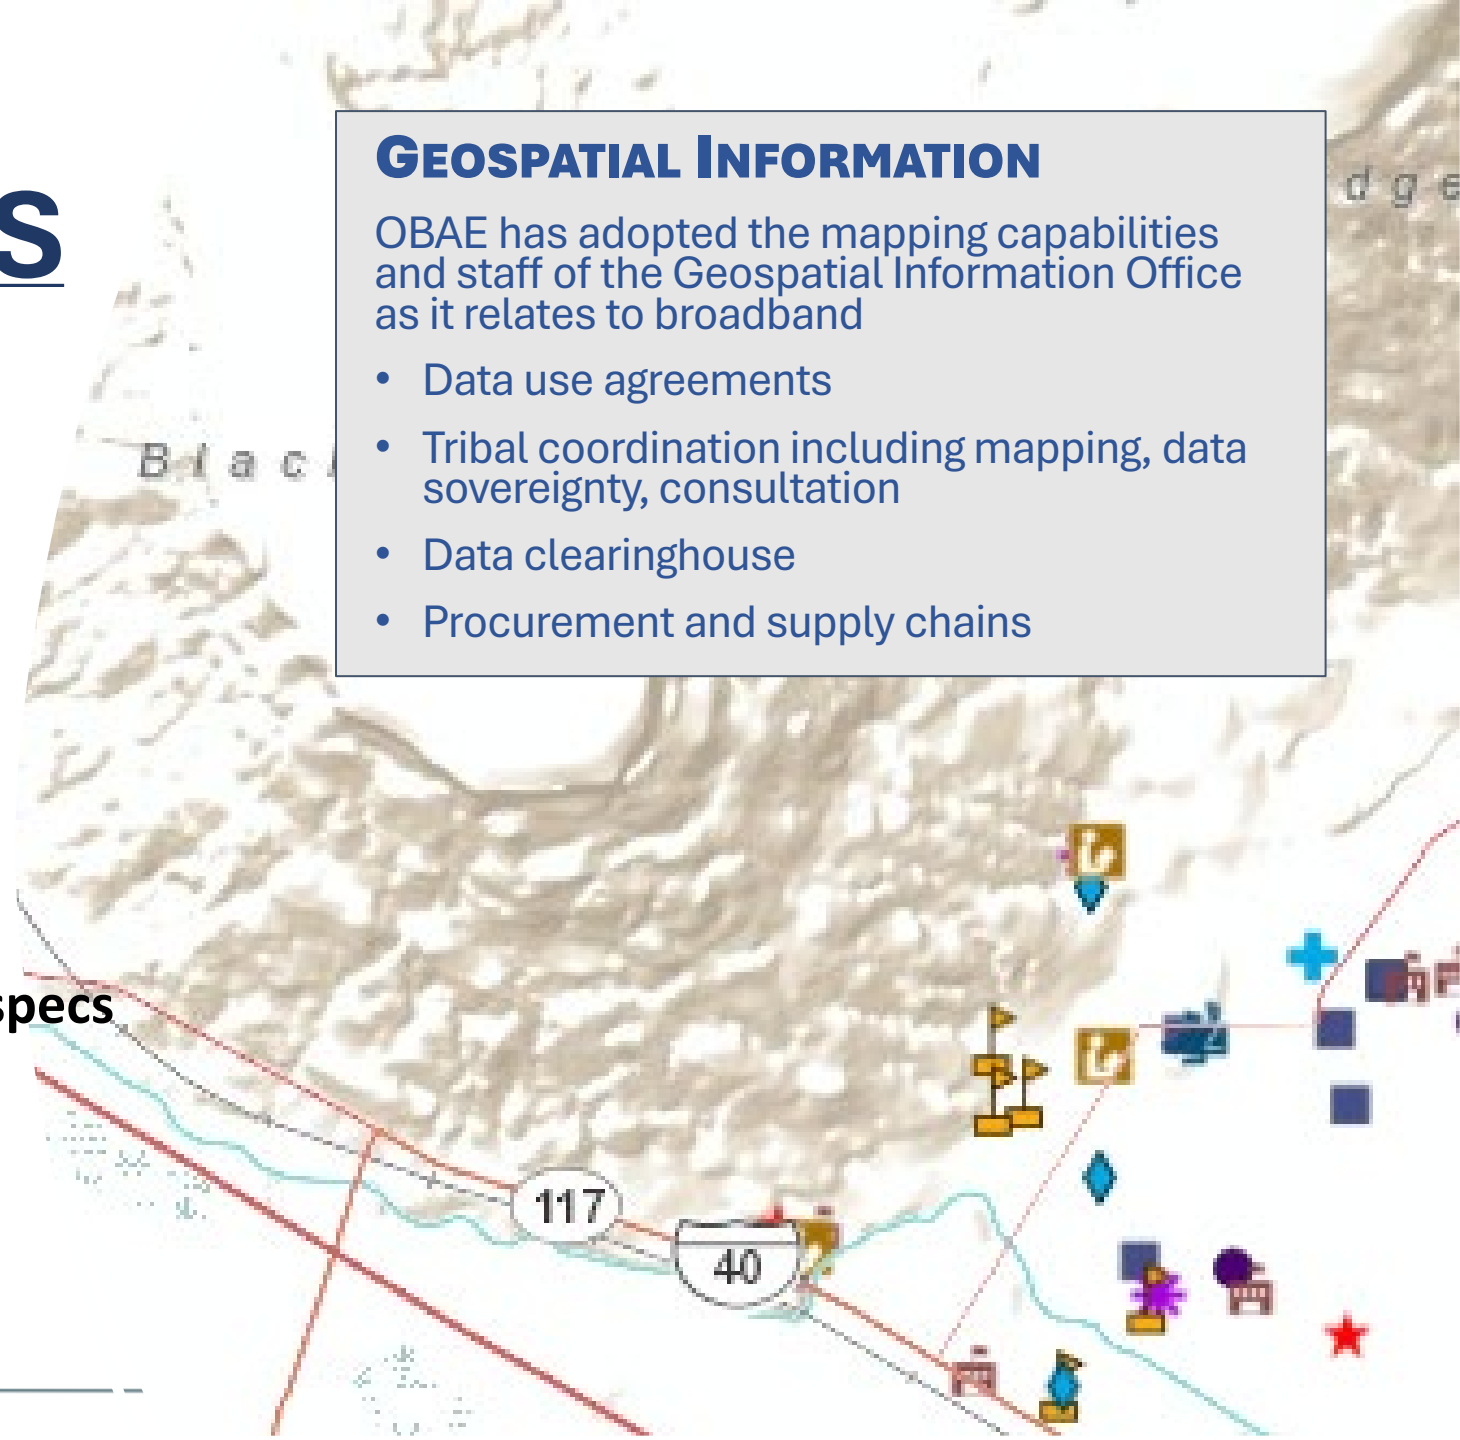 S
GEOSPATIAL INFORMATION
OBAE has adopted the mapping capabilities
and staff of the Geospatial Information Office
as it relates to broadband
• Data use agreements
• Tribal coordination including mapping, data
sovereignty, consultation
• Data clearinghouse
• Procurement and supply chains
dge
Blac
specs
117
40